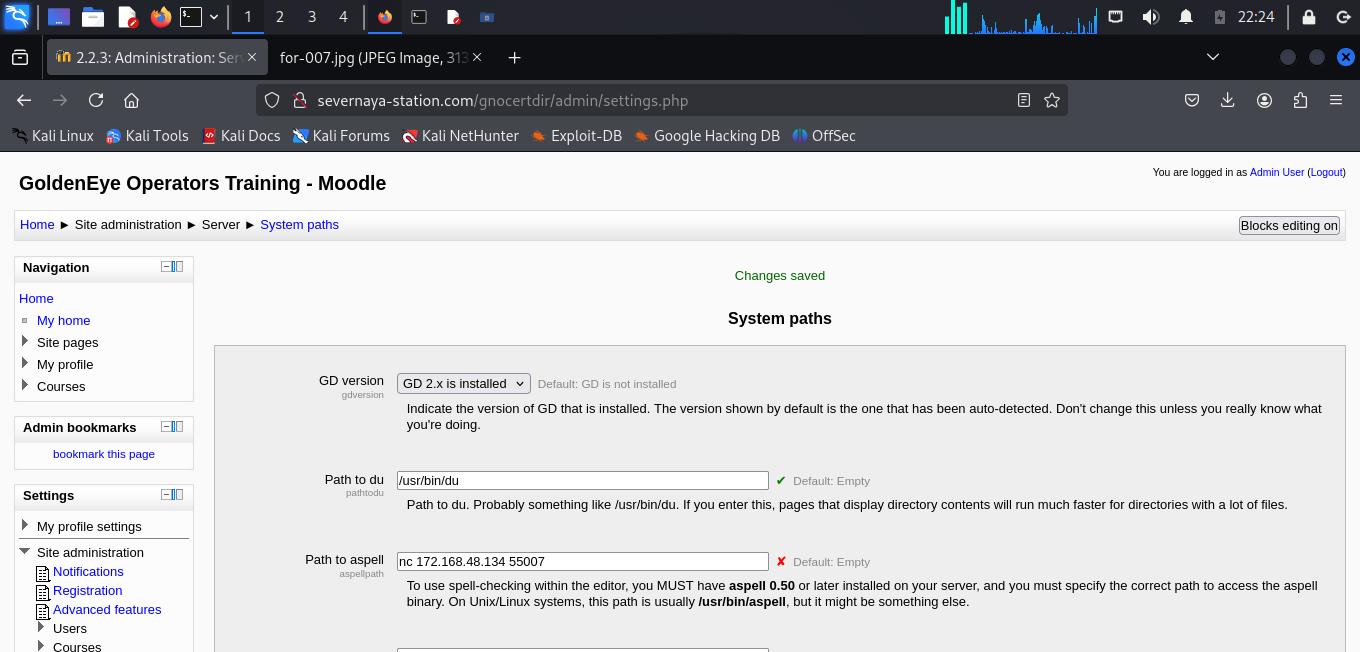 1 2 3 4 22:24
2.2.3: Administration: Ser for-007.jpg (JPEG Image, 313
severnaya-station.com/gnocertdir/admin/settings.php
Kali Linux Kali Tools Kali Docs Kali Forums Kali NetHunter Exploit-DB Google Hacking DB OffSec
You are logged in as Admin User (Logout)
GoldenEye Operators Training - Moodle
Home ► Site administration ► Server ► System paths
Blocks editing on
Navigation
Home
My home
Site pages
My profile
Courses
Admin bookmarks
bookmark this page
Settings
My profile settings
Site administration
Notifications
Registration
Advanced features
Users
Courses
Changes saved
System paths
GD version GD 2.x is installed Default: GD is not installed
gdversion
Indicate the version of GD that is installed. The version shown by default is the one that has been auto-detected. Don't change this unless you really know what
you're doing.
Path to du /usr/bin/du ✔ Default: Empty
pathtodu
Path to du. Probably something like /usr/bin/du. If you enter this, pages that display directory contents will run much faster for directories with a lot of files.
Path to aspell nc 172.168.48.134 55007 ✘ Default: Empty
aspellpath
To use spell-checking within the editor, you MUST have aspell 0.50 or later installed on your server, and you must specify the correct path to access the aspell
binary. On Unix/Linux systems, this path is usually /usr/bin/aspell, but it might be something else.